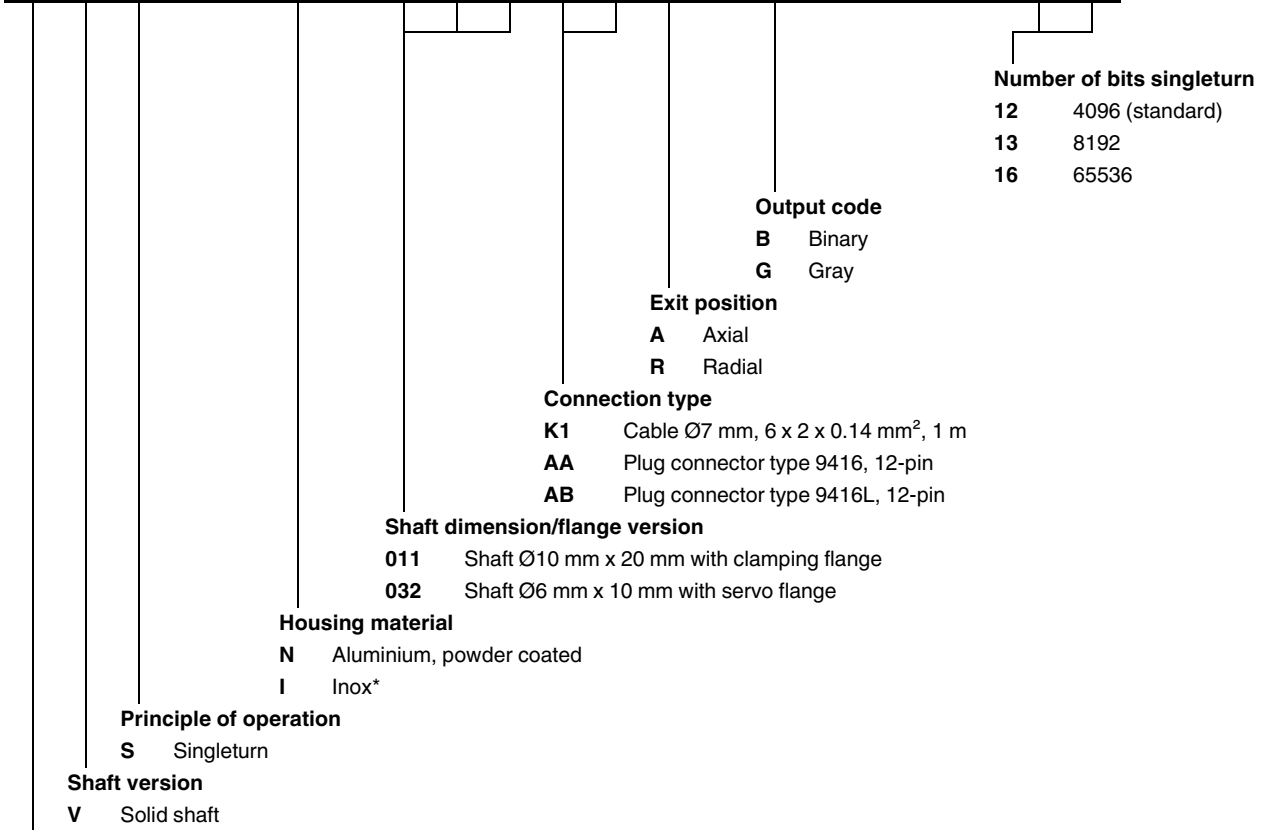 Number of bits singleturn
12 4096 (standard)
13 8192
16 65536
Output code
B Binary
G Gray
Exit position
A Axial
R Radial
Connection type
K1 Cable Ø7 mm, 6 x 2 x 0.14 mm², 1 m
AA Plug connector type 9416, 12-pin
AB Plug connector type 9416L, 12-pin
Shaft dimension/flange version
011 Shaft Ø10 mm x 20 mm with clamping flange
032 Shaft Ø6 mm x 10 mm with servo flange
Housing material
N Aluminium, powder coated
I Inox*
Principle of operation
S Singleturn
Shaft version
V Solid shaft